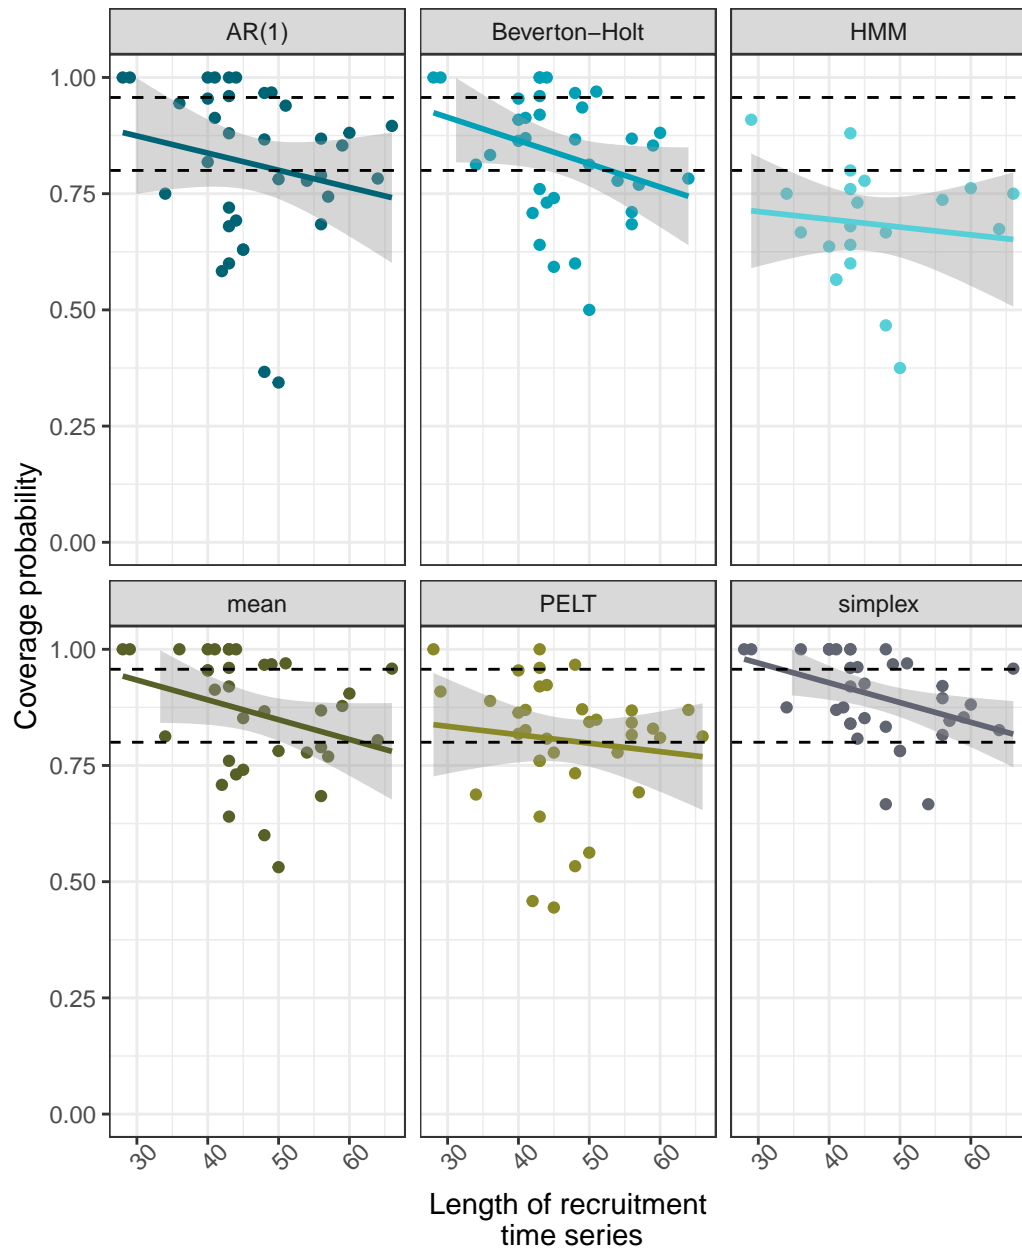 AR(1) Beverton−Holt HMM
1.00
0.75
0.50
0.25
0.00
mean PELT simplex
1.00
0.75
0.50
0.25
0.00
Coverage probability
30 40 50 60 30 40 50 60 30 40 50 60
Length of recruitment
time series